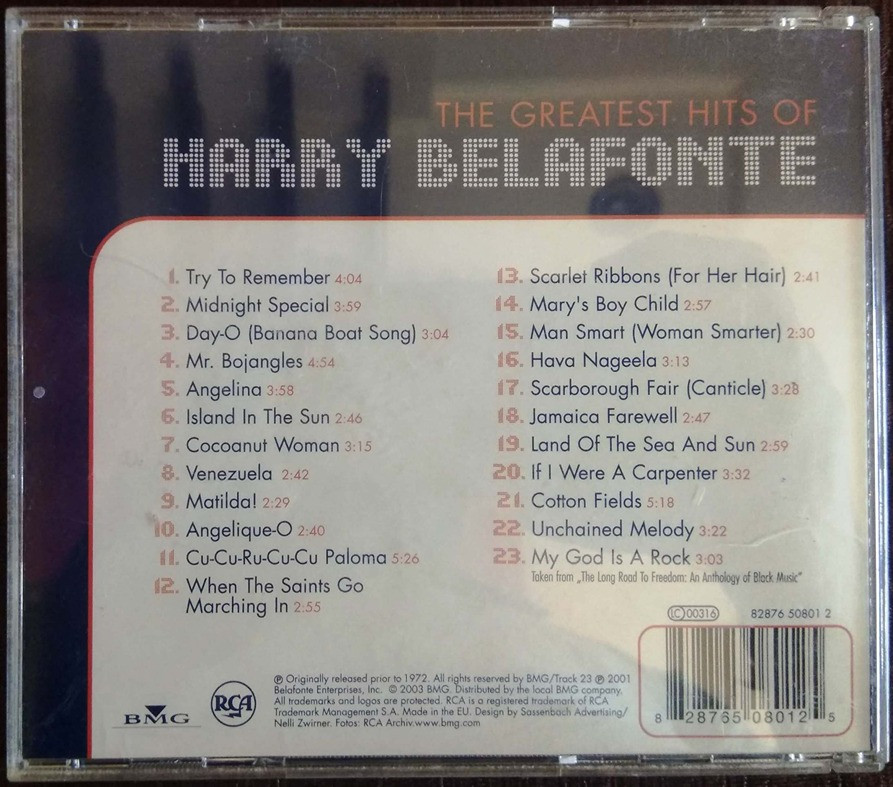 THE GREATEST HITS OF
HARRY BELAFONTE
1. Try To Remember 4:04
2. Midnight Special 3:59
3. Day-O (Banana Boat Song) 3:04
4. Mr. Bojangles 4:54
5. Angelina 3:58
6. Island In The Sun 2:46
7. Cocoanut Woman 3:15
8. Venezuela 2:42
9. Matilda! 2:29
10. Angelique-O 2:40
11. Cu-Cu-Ru-Cu-Cu Paloma 5:26
12. When The Saints Go
Marching In 2:55
13. Scarlet Ribbons (For Her Hair) 2:41
14. Mary's Boy Child 2:57
15. Man Smart (Woman Smarter) 2:30
16. Hava Nageela 3:13
17. Scarborough Fair (Canticle) 3:28
18. Jamaica Farewell 2:47
19. Land Of The Sea And Sun 2:59
20. If I Were A Carpenter 3:32
21. Cotton Fields 5:18
22. Unchained Melody 3:22
23. My God Is A Rock 3:03
Taken from „The Long Road To Freedom: An Anthology of Black Music"
LC 00316 82876 50801 2
BMG
RCA
℗ Originally released prior to 1972. All rights reserved by BMG/Track 23 ℗ 2001
Belafonte Enterprises, Inc. © 2003 BMG. Distributed by the local BMG company.
All trademarks and logos are protected. RCA is a registered trademark of RCA
Trademark Management S.A. Made in the EU. Design by Sassenbach Advertising/
Nelli Zwirner. Fotos: RCA Archiv.www.bmg.com
8 28765 08012 5